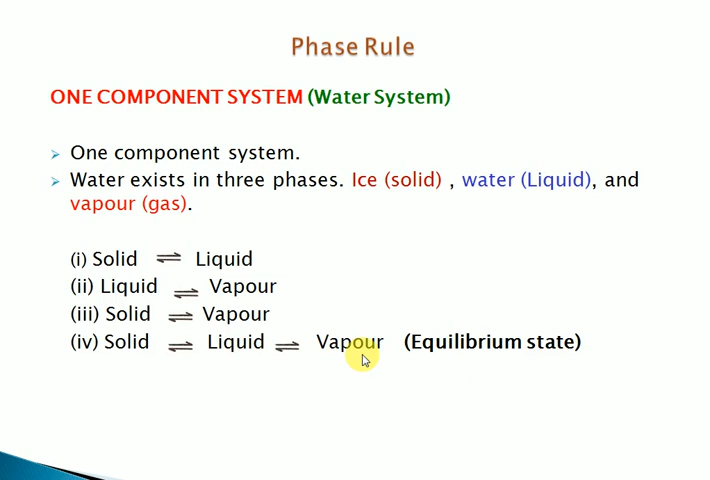 Phase Rule
ONE COMPONENT SYSTEM (Water System)
➢ One component system.
➢ Water exists in three phases. Ice (solid) , water (Liquid), and
vapour (gas).
(i) Solid ⇌ Liquid
(ii) Liquid ⇌ Vapour
(iii) Solid ⇌ Vapour
(iv) Solid ⇌ Liquid ⇌ Vapour (Equilibrium state)